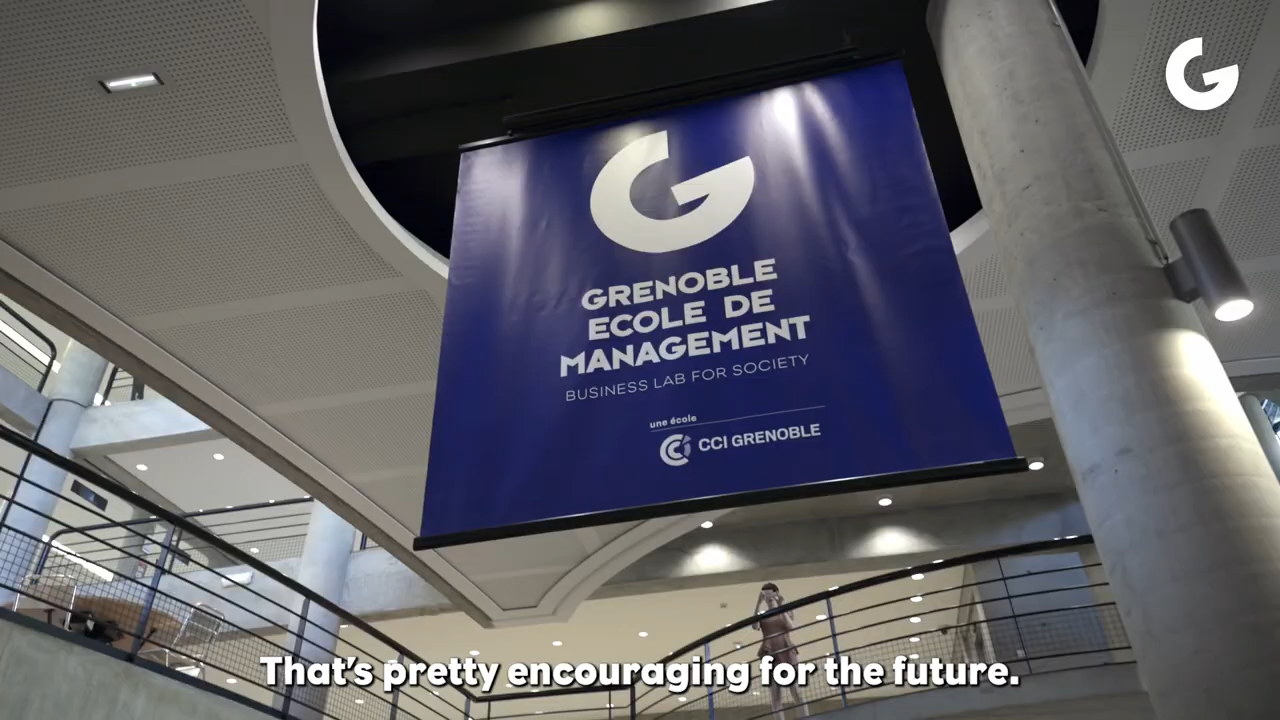 GRENOBLE
ECOLE DE
MANAGEMENT
BUSINESS LAB FOR SOCIETY
une école
CCI GRENOBLE
That's pretty encouraging for the future.